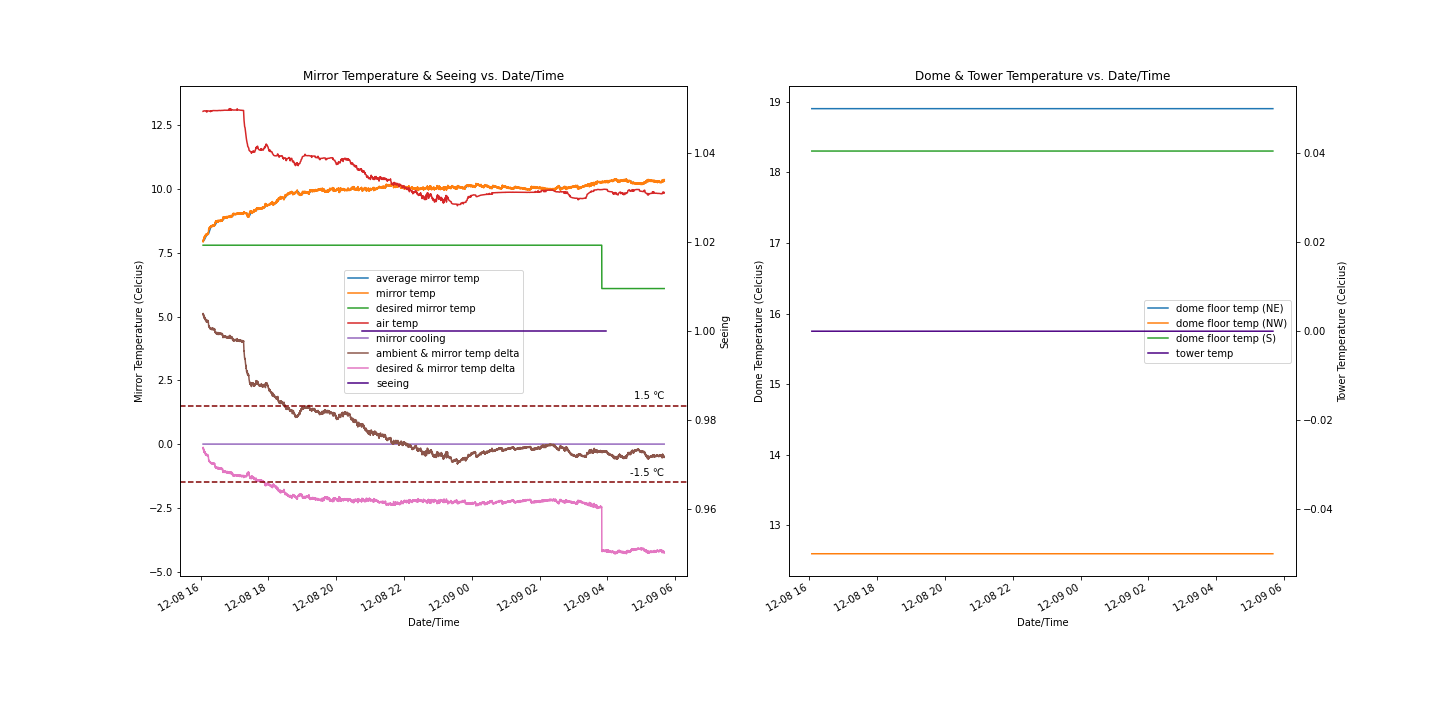 Mirror Temperature & Seeing vs. Date/Time
Mirror Temperature (Celcius)
12.5
10.0
7.5
5.0
2.5
0.0
−2.5
−5.0
1.04
1.02
1.00
0.98
0.96
Seeing
average mirror temp
mirror temp
desired mirror temp
air temp
mirror cooling
ambient & mirror temp delta
desired & mirror temp delta
seeing
1.5 ℃
-1.5 ℃
12-08 16
12-08 18
12-08 20
12-08 22
12-09 00
12-09 02
12-09 04
12-09 06
Date/Time
Dome & Tower Temperature vs. Date/Time
Dome Temperature (Celcius)
19
18
17
16
15
14
13
0.04
0.02
0.00
−0.02
−0.04
Tower Temperature (Celcius)
dome floor temp (NE)
dome floor temp (NW)
dome floor temp (S)
tower temp
12-08 16
12-08 18
12-08 20
12-08 22
12-09 00
12-09 02
12-09 04
12-09 06
Date/Time